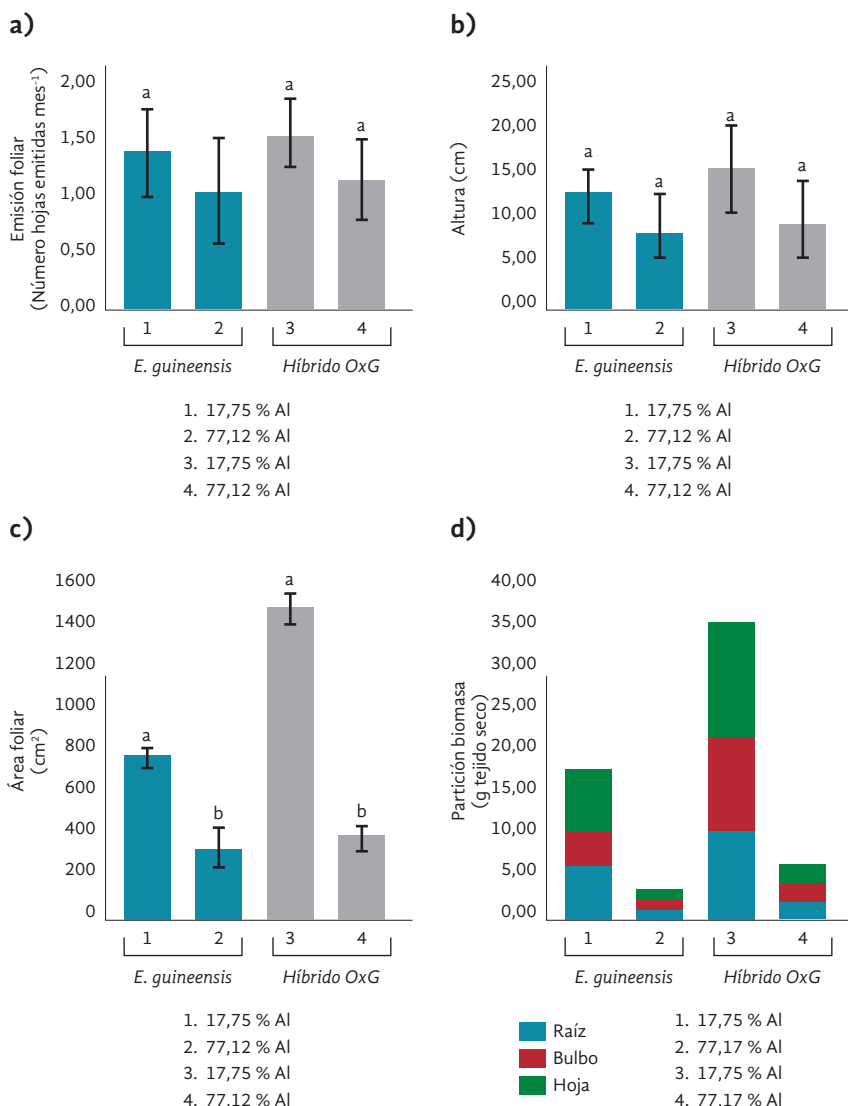 a)
Emisión foliar
(Número hojas emitidas mes⁻¹)
2,00
1,50
1,00
0,50
0,00
a
a
a
1 2 3 4
E. guineensis Híbrido OxG
1. 17,75 % Al
2. 77,12 % Al
3. 17,75 % Al
4. 77,12 % Al
b)
Altura (cm)
25,00
20,00
15,00
10,00
5,00
0,00
a
a
a
a
1 2 3 4
E. guineensis Híbrido OxG
1. 17,75 % Al
2. 77,12 % Al
3. 17,75 % Al
4. 77,12 % Al
c)
Área foliar
(cm²)
1600
1400
1200
1000
800
600
400
200
0
a
b
a
b
1 2 3 4
E. guineensis Híbrido OxG
1. 17,75 % Al
2. 77,12 % Al
3. 17,75 % Al
4. 77,12 % Al
d)
Partición biomasa
(g tejido seco)
40,00
35,00
30,00
25,00
20,00
15,00
10,00
5,00
0,00
1 2 3 4
E. guineensis Híbrido OxG
Raíz
Bulbo
Hoja
1. 17,75 % Al
2. 77,17 % Al
3. 17,75 % Al
4. 77,17 % Al